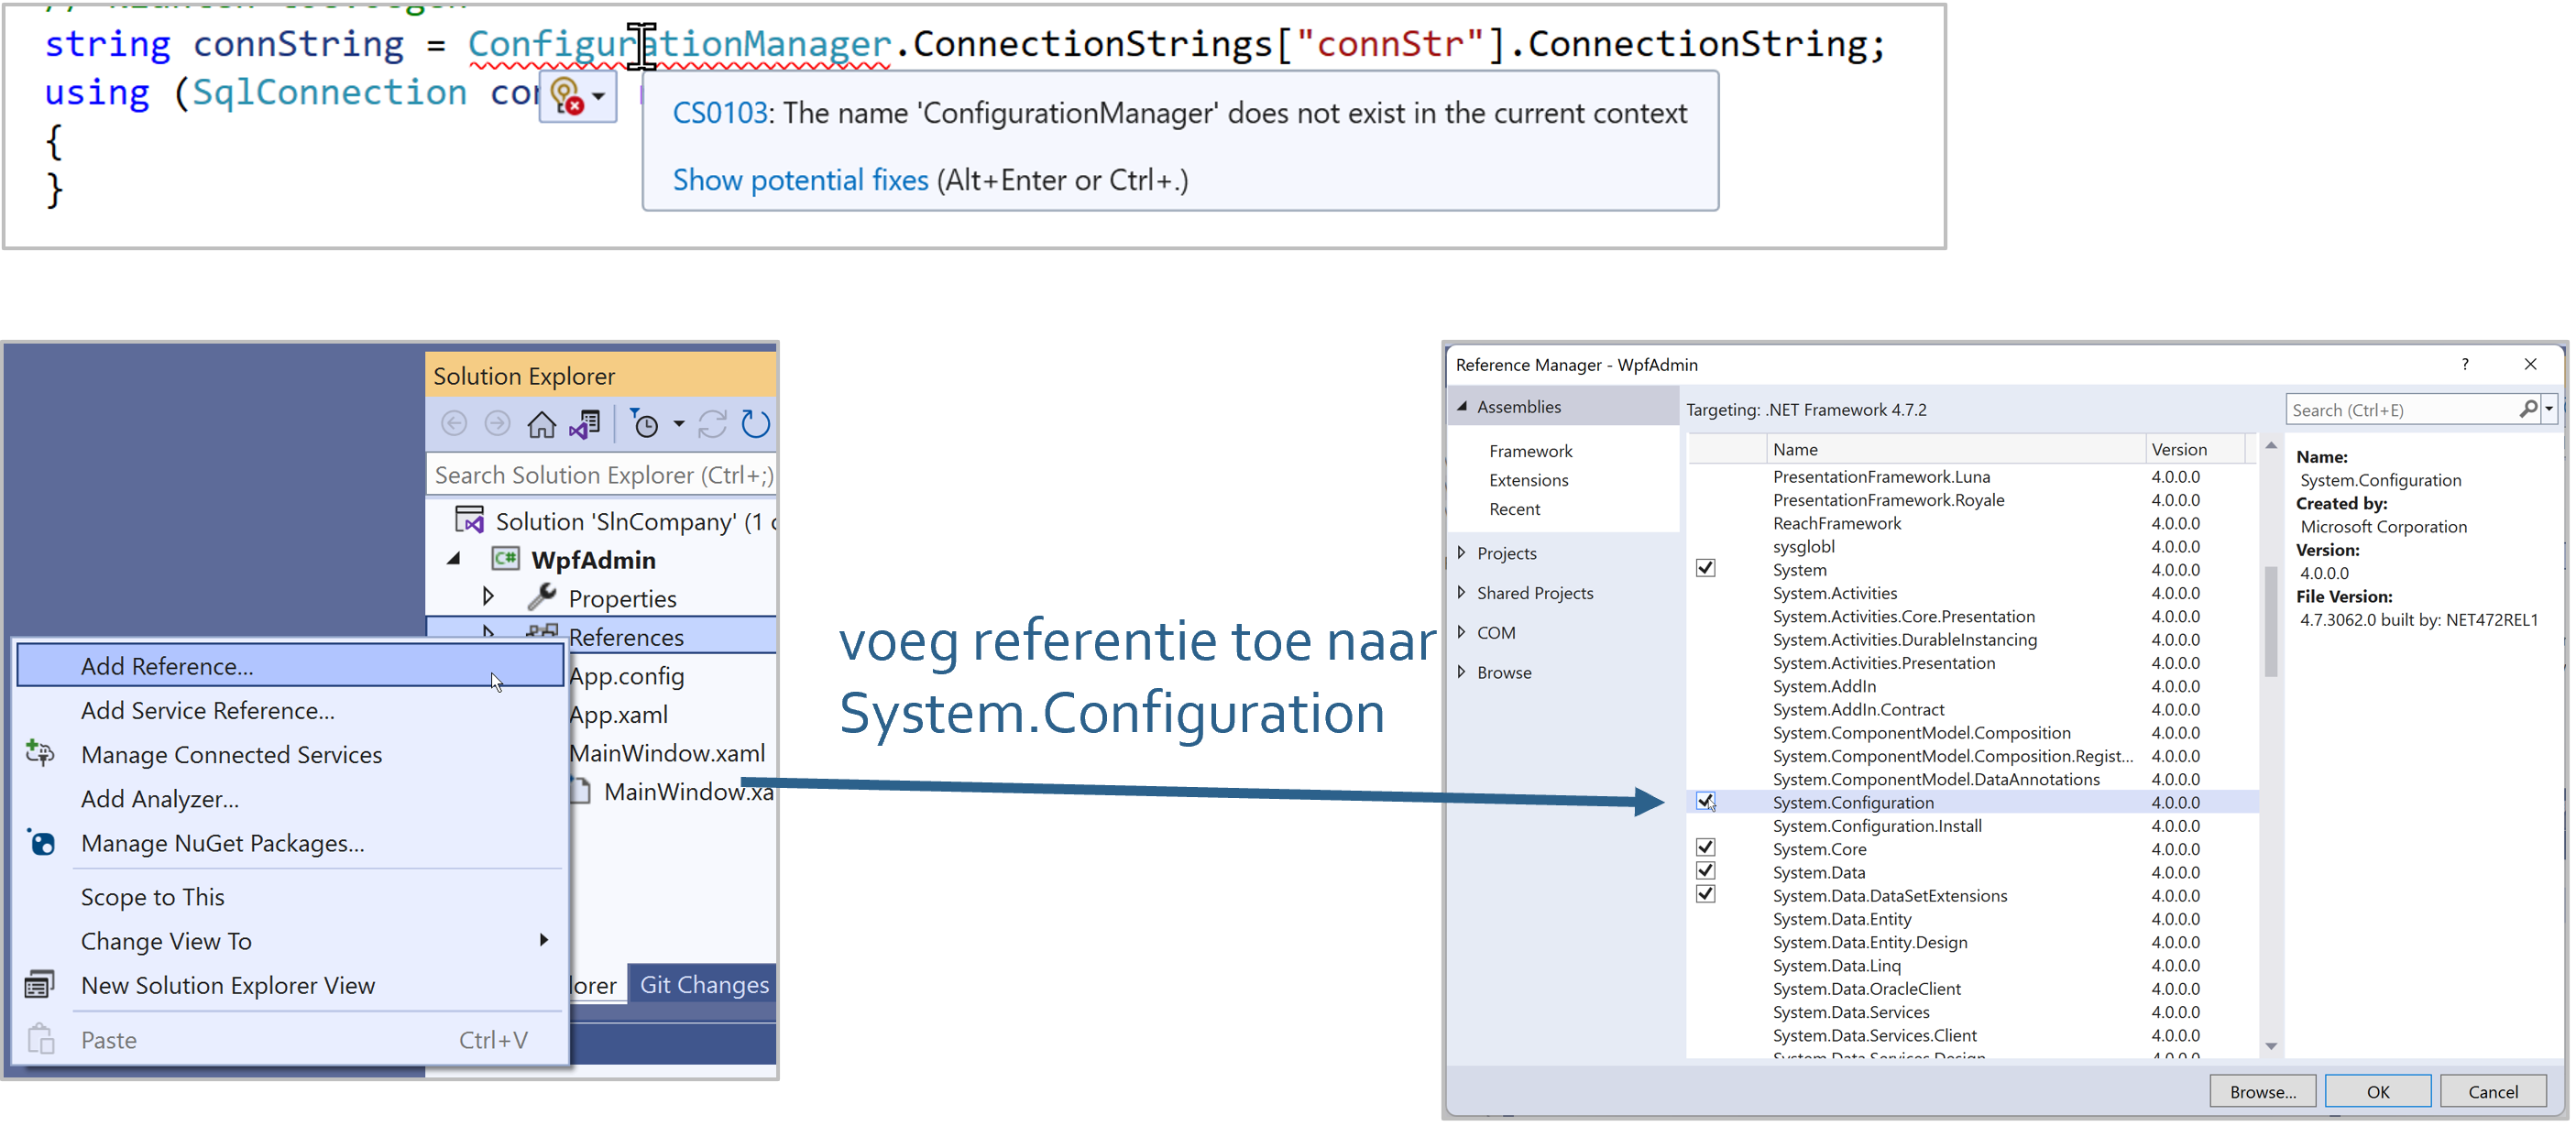 string connString = ConfigurationManager.ConnectionStrings["connStr"].ConnectionString;
using (SqlConnection
{
}
CS0103: The name 'ConfigurationManager' does not exist in the current context
Show potential fixes (Alt+Enter or Ctrl+.)
Solution Explorer
Search Solution Explorer (Ctrl+;)
Solution 'SlnCompany' (1
C# WpfAdmin
Properties
References
App.config
App.xaml
MainWindow.xaml
MainWindow.xa
Add Reference...
Add Service Reference...
Manage Connected Services
Add Analyzer...
Manage NuGet Packages...
Scope to This
Change View To
New Solution Explorer View
Paste Ctrl+V
lorer Git Changes
voeg referentie toe naar
System.Configuration
Reference Manager - WpfAdmin ?
Assemblies
Framework
Extensions
Recent
Projects
Shared Projects
COM
Browse
Targeting: .NET Framework 4.7.2
Search (Ctrl+E)
Name Version
PresentationFramework.Luna 4.0.0.0
PresentationFramework.Royale 4.0.0.0
ReachFramework 4.0.0.0
sysglobl 4.0.0.0
System 4.0.0.0
System.Activities 4.0.0.0
System.Activities.Core.Presentation 4.0.0.0
System.Activities.DurableInstancing 4.0.0.0
System.Activities.Presentation 4.0.0.0
System.AddIn 4.0.0.0
System.AddIn.Contract 4.0.0.0
System.ComponentModel.Composition 4.0.0.0
System.ComponentModel.Composition.Regist... 4.0.0.0
System.ComponentModel.DataAnnotations 4.0.0.0
System.Configuration 4.0.0.0
System.Configuration.Install 4.0.0.0
System.Core 4.0.0.0
System.Data 4.0.0.0
System.Data.DataSetExtensions 4.0.0.0
System.Data.Entity 4.0.0.0
System.Data.Entity.Design 4.0.0.0
System.Data.Linq 4.0.0.0
System.Data.OracleClient 4.0.0.0
System.Data.Services 4.0.0.0
System.Data.Services.Client 4.0.0.0
System.Data.Services.Design 4.0.0.0
Name:
System.Configuration
Created by:
Microsoft Corporation
Version:
4.0.0.0
File Version:
4.7.3062.0 built by: NET472REL1
Browse... OK Cancel